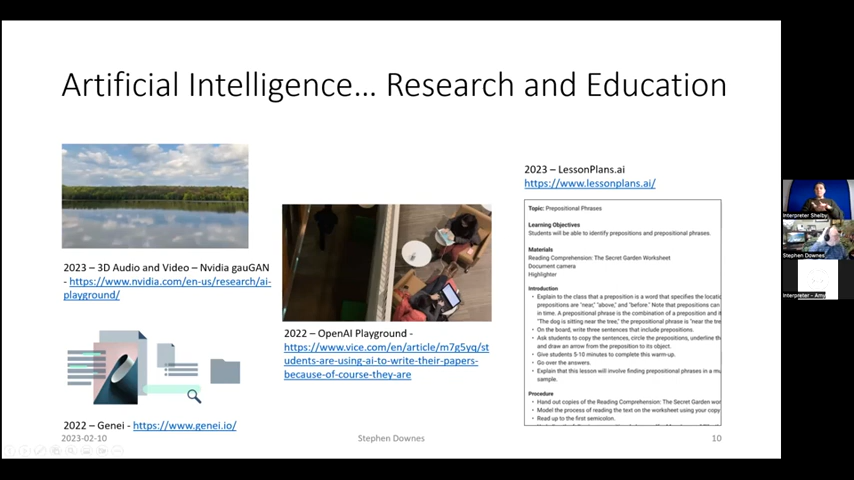 Artificial Intelligence... Research and Education
2023 – 3D Audio and Video – Nvidia gauGAN
- https://www.nvidia.com/en-us/research/ai-
playground/
2022 – Genei - https://www.genei.io/
2022 – OpenAI Playground -
https://www.vice.com/en/article/m7g5yq/st
udents-are-using-ai-to-write-their-papers-
because-of-course-they-are
2023 – LessonPlans.ai
https://www.lessonplans.ai/
Topic: Prepositional Phrases
Learning Objectives
Students will be able to identify prepositions and prepositional phrases.
Materials
Reading Comprehension: The Secret Garden Worksheet
Document camera
Highlighter
Introduction
• Explain to the class that a preposition is a word that specifies the locatio
prepositions are "near," "above," and "before." Note that prepositions can
in time. A prepositional phrase is the combination of a preposition and it
"The dog is sitting near the tree," the prepositional phrase is "near the tre
• On the board, write three sentences that include prepositions.
• Ask students to copy the sentences, circle the prepositions, underline th
and draw an arrow from the preposition to its object.
• Give students 5-10 minutes to complete this warm-up.
• Go over the answers.
• Explain that this lesson will involve finding prepositional phrases in a mu
sample.
Procedure
• Hand out copies of the Reading Comprehension: The Secret Garden wor
• Model the process of reading the text on the worksheet using your copy
• Read up to the first semicolon.
2023-02-10
Stephen Downes
10
Interpreter Shelby
Stephen Downes
Interpreter - Amy